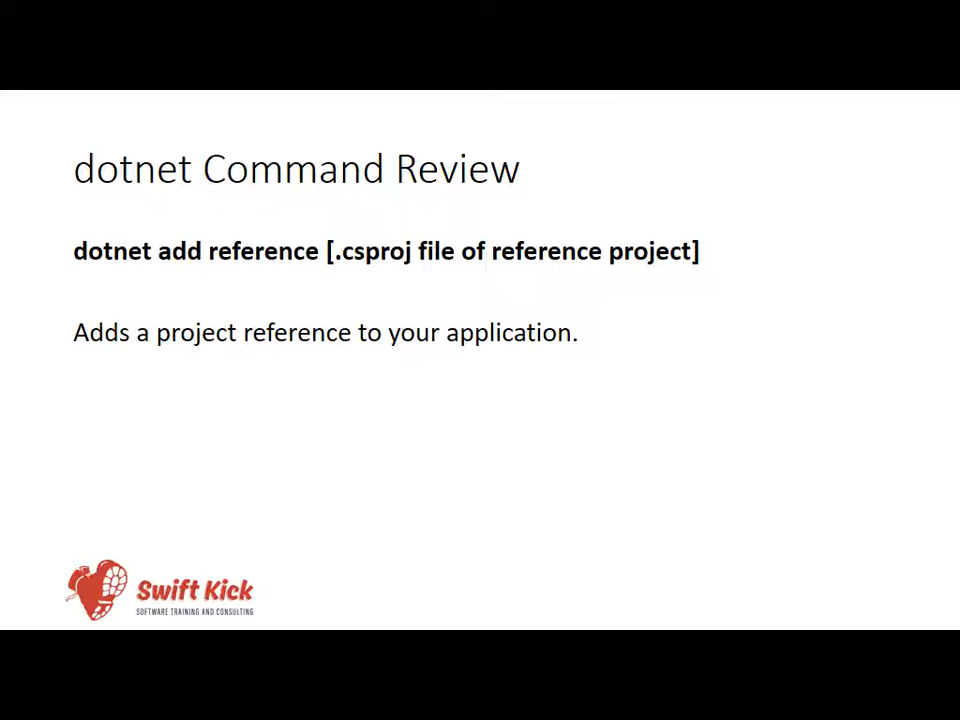 dotnet Command Review
dotnet add reference [.csproj file of reference project]
Adds a project reference to your application.
Swift Kick
SOFTWARE TRAINING AND CONSULTING